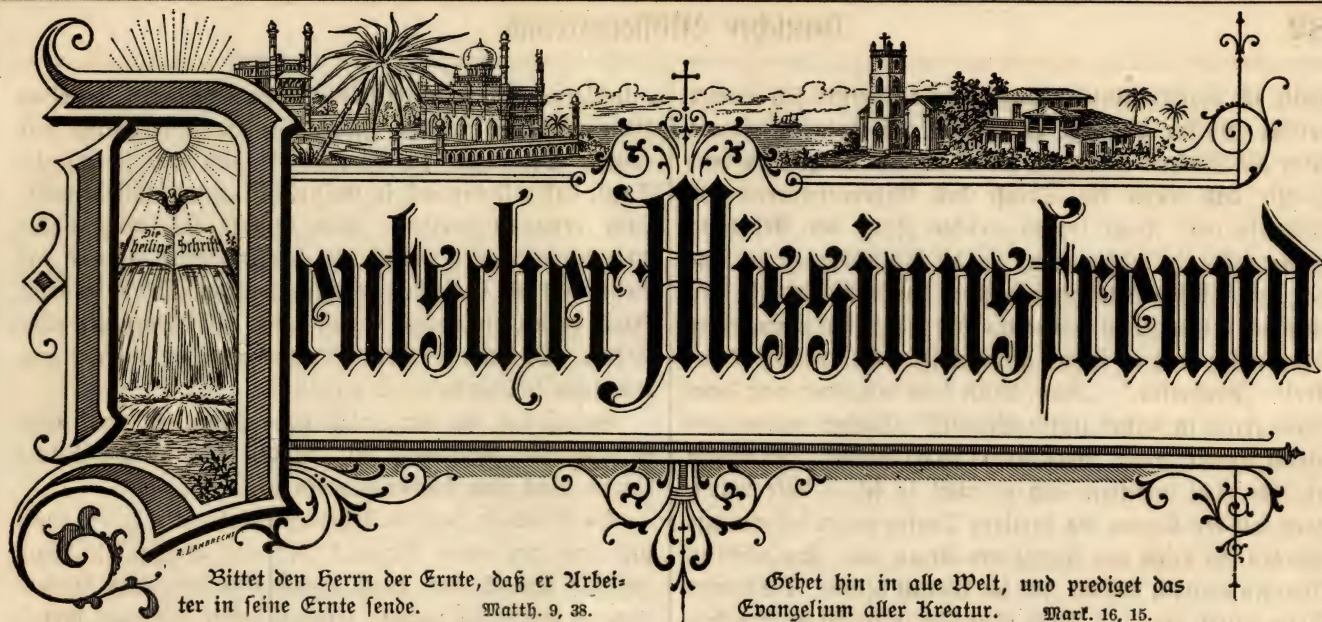 Die
heilige Schrift
Deutscher Missionsfreund
A. LAMBRECHT
Bittet den Herrn der Ernte, daß er Arbei-
ter in seine Ernte sende. Matth. 9, 38.
Gehet hin in alle Welt, und prediget das
Evangelium aller Kreatur. Mark. 16, 15.